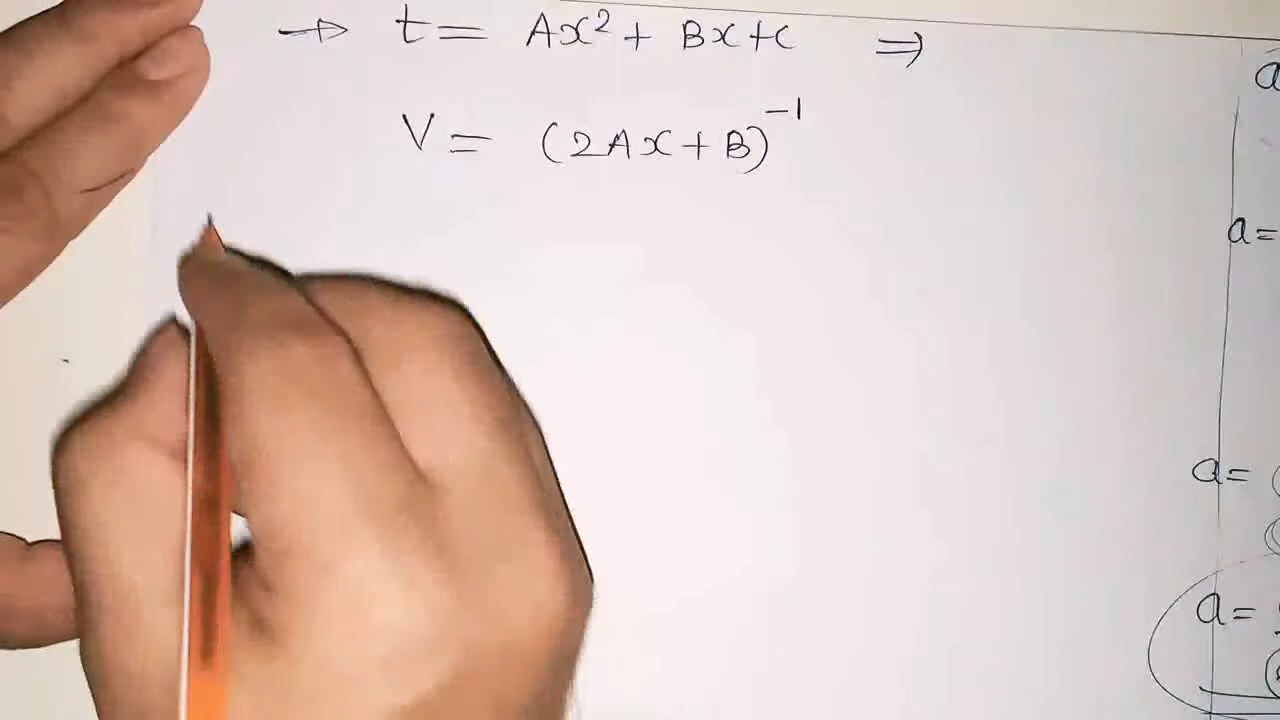 → t = Ax² + Bx + C ⇒
V = (2Ax + B)⁻¹
a
a =
a =
a =